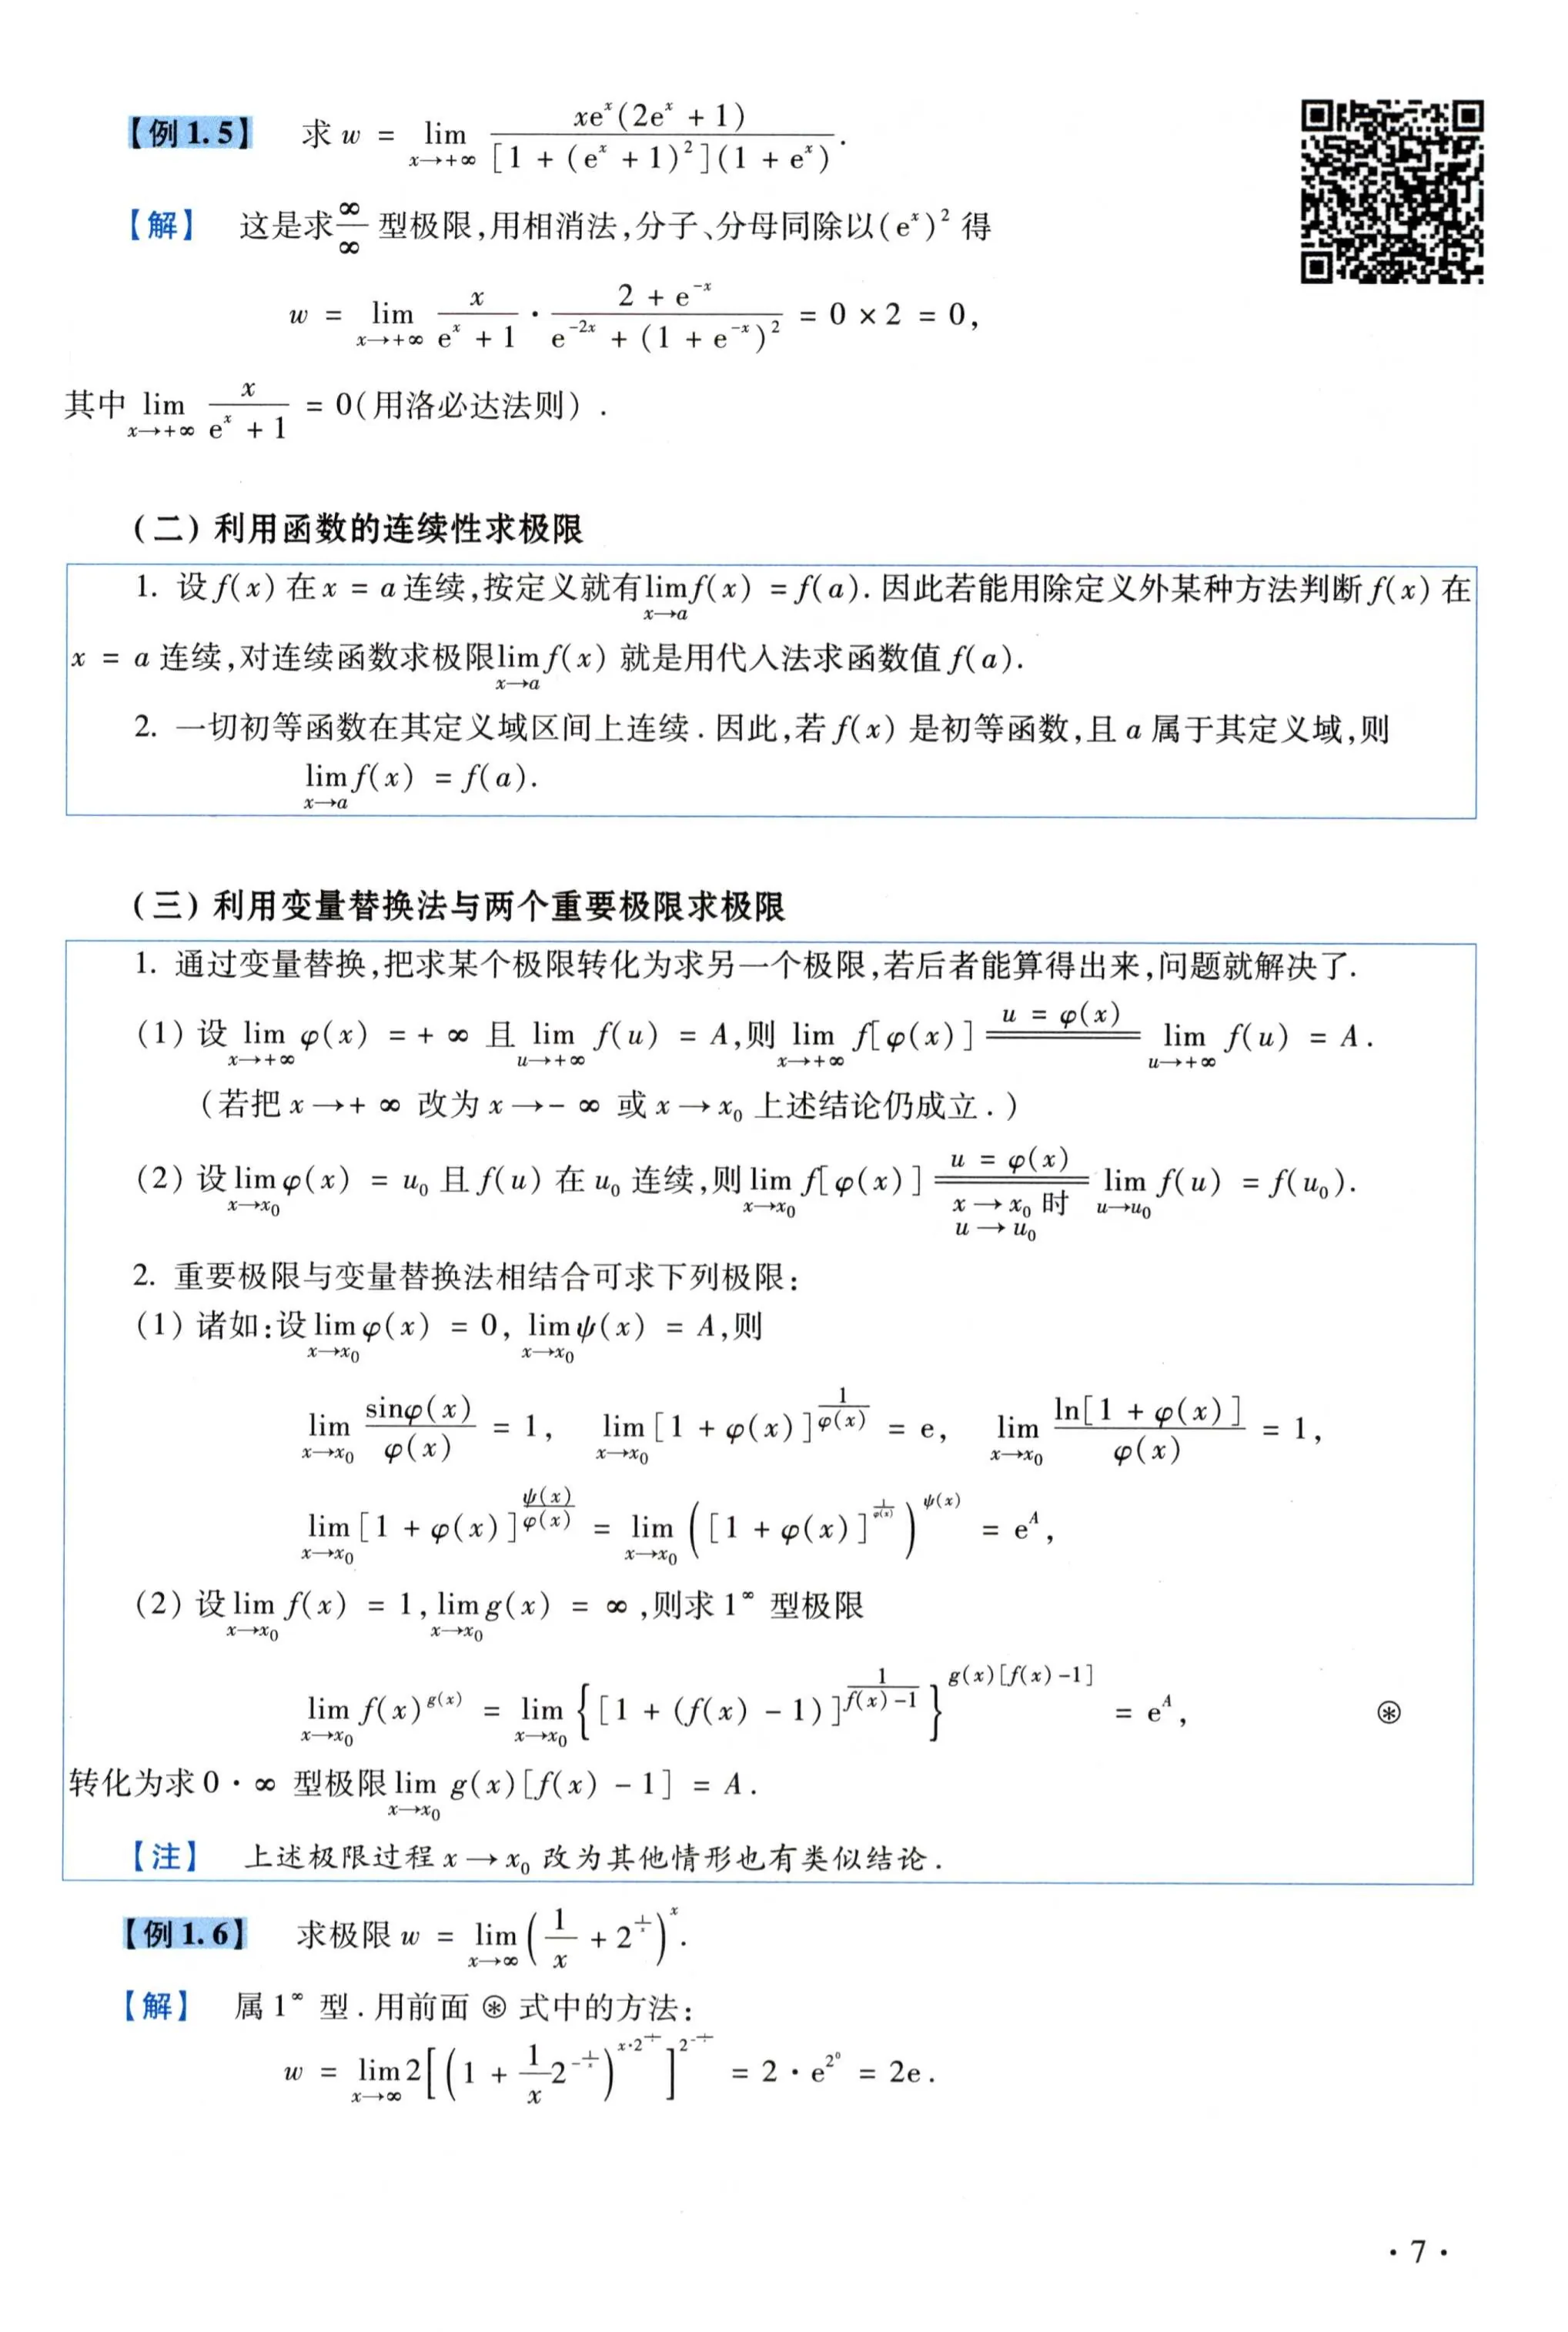 【例1.5】 求 $w = \lim\limits_{x\to+\infty} \dfrac{xe^x(2e^x+1)}{[1+(e^x+1)^2](1+e^x)}$.
【解】 这是求$\dfrac{\infty}{\infty}$型极限,用相消法,分子、分母同除以$(e^x)^2$得
$w = \lim\limits_{x\to+\infty} \dfrac{x}{e^x+1} \cdot \dfrac{2+e^{-x}}{e^{-2x}+(1+e^{-x})^2} = 0 \times 2 = 0,$
其中$\lim\limits_{x\to+\infty} \dfrac{x}{e^x+1} = 0$(用洛必达法则).
(二)利用函数的连续性求极限
1. 设$f(x)$在$x = a$连续,按定义就有$\lim\limits_{x\to a}f(x) = f(a)$.因此若能用除定义外某种方法判断$f(x)$在
$x = a$连续,对连续函数求极限$\lim\limits_{x\to a}f(x)$就是用代入法求函数值$f(a)$.
2. 一切初等函数在其定义域区间上连续.因此,若$f(x)$是初等函数,且$a$属于其定义域,则
$\lim\limits_{x\to a}f(x) = f(a).$
(三)利用变量替换法与两个重要极限求极限
1. 通过变量替换,把求某个极限转化为求另一个极限,若后者能算得出来,问题就解决了.
(1)设$\lim\limits_{x\to+\infty}\varphi(x) = +\infty$且$\lim\limits_{u\to+\infty}f(u) = A$,则$\lim\limits_{x\to+\infty}f[\varphi(x)] \xlongequal{u=\varphi(x)} \lim\limits_{u\to+\infty}f(u) = A.$
(若把$x\to+\infty$改为$x\to-\infty$或$x\to x_0$上述结论仍成立.)
(2)设$\lim\limits_{x\to x_0}\varphi(x) = u_0$且$f(u)$在$u_0$连续,则$\lim\limits_{x\to x_0}f[\varphi(x)] \xlongequal[x\to x_0时 u\to u_0]{u=\varphi(x)} \lim\limits_{u\to u_0}f(u) = f(u_0).$
2. 重要极限与变量替换法相结合可求下列极限:
(1)诸如:设$\lim\limits_{x\to x_0}\varphi(x) = 0, \lim\limits_{x\to x_0}\psi(x) = A$,则
$\lim\limits_{x\to x_0}\dfrac{\sin\varphi(x)}{\varphi(x)} = 1, \quad \lim\limits_{x\to x_0}[1+\varphi(x)]^{\frac{1}{\varphi(x)}} = e, \quad \lim\limits_{x\to x_0}\dfrac{\ln[1+\varphi(x)]}{\varphi(x)} = 1,$
$\lim\limits_{x\to x_0}[1+\varphi(x)]^{\frac{\psi(x)}{\varphi(x)}} = \lim\limits_{x\to x_0}\left([1+\varphi(x)]^{\frac{1}{\varphi(x)}}\right)^{\psi(x)} = e^A,$
(2)设$\lim\limits_{x\to x_0}f(x) = 1, \lim\limits_{x\to x_0}g(x) = \infty$,则求$1^\infty$型极限
$\lim\limits_{x\to x_0}f(x)^{g(x)} = \lim\limits_{x\to x_0}\left\{[1+(f(x)-1)]^{\frac{1}{f(x)-1}}\right\}^{g(x)[f(x)-1]} = e^A,$ ⊛
转化为求$0\cdot\infty$型极限$\lim\limits_{x\to x_0}g(x)[f(x)-1] = A.$
【注】 上述极限过程$x\to x_0$改为其他情形也有类似结论.
【例1.6】 求极限$w = \lim\limits_{x\to\infty}\left(\dfrac{1}{x}+2^{\frac{1}{x}}\right)^x.$
【解】 属$1^\infty$型.用前面⊛式中的方法:
$w = \lim\limits_{x\to\infty}2\left[\left(1+\dfrac{1}{x}2^{-\frac{1}{x}}\right)^{x\cdot2^{\frac{1}{x}}}\right]^{2^{-\frac{1}{x}}} = 2\cdot e^{2^0} = 2e.$
· 7 ·